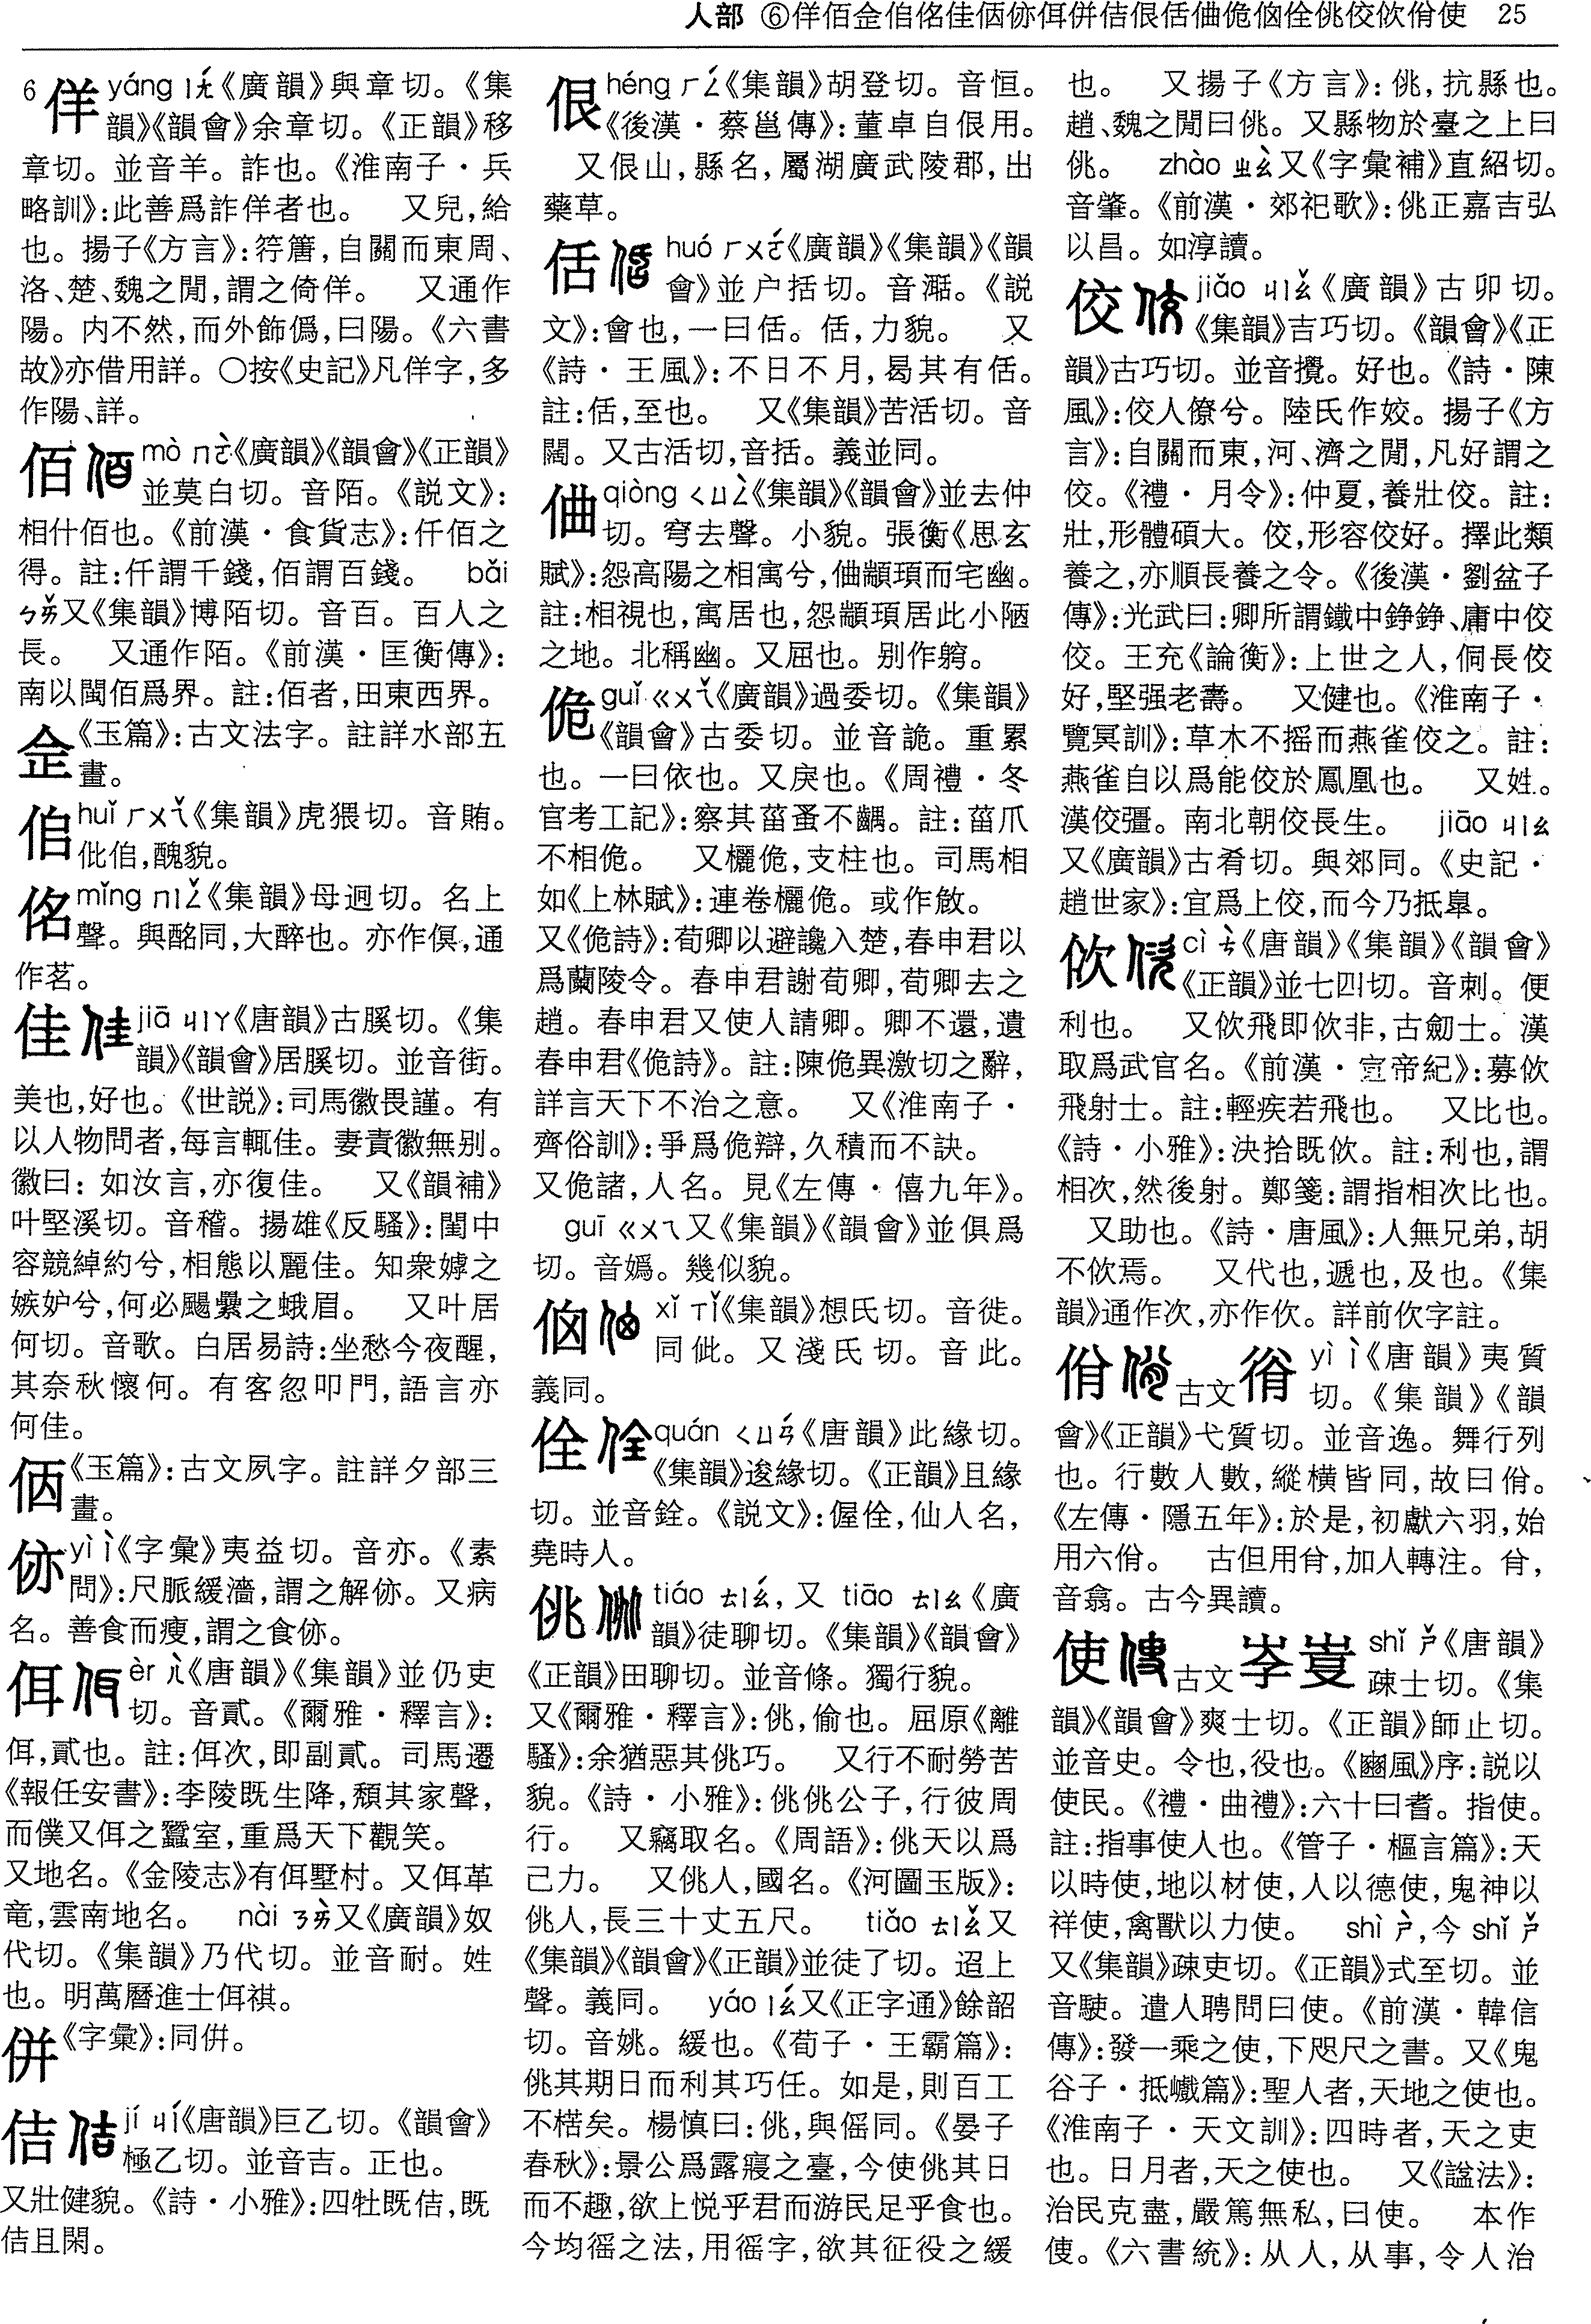 人部 ⑥佯佰佱佨佲佳㑉㑊佴倂佶佷佸㑋佹㑇佺佻佼佽佾使 25
6 佯 yáng ㄧㄤˊ《廣韻》與章切。《集
韻》《韻會》余章切。《正韻》移
章切。並音羊。詐也。《淮南子・兵
略訓》:此善爲詐佯者也。 又兒,給
也。揚子《方言》:符簿,自關而東周、
洛、楚、魏之閒,謂之倚佯。 又通作
陽。内不然,而外飾僞,曰陽。《六書
故》亦借用詳。○按《史記》凡佯字,多
作陽、詳。
佰 mò ㄇㄛˋ《廣韻》《韻會》《正韻》
並莫白切。音陌。《説文》:
相什佰也。《前漢・食貨志》:仟佰之
得。註:仟謂千錢,佰謂百錢。 bǎi
ㄅㄞˇ又《集韻》博陌切。音百。百人之
長。 又通作陌。《前漢・匡衡傳》:
南以閩佰爲界。註:佰者,田東西界。
佱《玉篇》:古文法字。註詳水部五
畫。
huǐ ㄏㄨㄟˇ《集韻》虎猥切。音賄。
醜貌。
佲 mǐng ㄇㄧㄥˇ《集韻》母迥切。名上
聲。與酩同,大醉也。亦作㑯,通
作茗。
佳 jiā ㄐㄧㄚ《唐韻》古膎切。《集
韻》《韻會》居膎切。並音街。
美也,好也。《世説》:司馬徽畏謹。有
以人物問者,每言輒佳。妻責徽無别。
徽曰:如汝言,亦復佳。 又《韻補》
叶堅溪切。音稽。揚雄《反騷》:閨中
容競綽約兮,相態以麗佳。知衆嫭之
嫉妒兮,何必颺纍之蛾眉。 又叶居
何切。音歌。白居易詩:坐愁今夜醒,
其奈秋懷何。有客忽叩門,語言亦
何佳。
㑉《玉篇》:古文夙字。註詳夕部三
畫。
㑊 yì ㄧˋ《字彙》夷益切。音亦。《素
問》:尺脈緩濇,謂之解㑊。又病
名。善食而瘦,謂之食㑊。
佴 èr ㄦˋ《唐韻》《集韻》並仍吏
切。音貳。《爾雅・釋言》:
佴,貳也。註:佴次,即副貳。司馬遷
《報任安書》:李陵既生降,頹其家聲,
而僕又佴之蠶室,重爲天下觀笑。
又地名。《金陵志》有佴墅村。又佴革
竜,雲南地名。 nài ㄋㄞˋ又《廣韻》奴
代切。《集韻》乃代切。並音耐。姓
也。明萬曆進士佴祺。
倂《字彙》:同併。
佶 jí ㄐㄧˊ《唐韻》巨乙切。《韻會》
極乙切。並音吉。正也。
又壯健貌。《詩・小雅》:四牡既佶,既
佶且閑。
佷 héng ㄏㄥˊ《集韻》胡登切。音恒。
《後漢・蔡邕傳》:董卓自佷用。
又佷山,縣名,屬湖廣武陵郡,出
藥草。
佸 huó ㄏㄨㄛˊ《廣韻》《集韻》《韻
會》並户括切。音濶。《説
文》:會也,一曰佸。佸,力貌。 又
《詩・王風》:不日不月,曷其有佸。
註:佸,至也。 又《集韻》苦活切。音
闊。又古活切,音括。義並同。
㑋 qiòng ㄑㄩㄥˋ《集韻》《韻會》並去仲
切。穹去聲。小貌。張衡《思玄
賦》:怨高陽之相寓兮,㑋顓頊而宅幽。
註:相視也,寓居也,怨顓頊居此小陋
之地。北稱幽。又屈也。别作䠻。
佹 guǐ ㄍㄨㄟˇ《廣韻》過委切。《集韻》
《韻會》古委切。並音詭。重累
也。一曰依也。又戾也。《周禮・冬
官考工記》:察其菑蚤不齵。註:菑爪
不相佹。 又欐佹,支柱也。司馬相
如《上林賦》:連卷欐佹。或作㩻。
又《佹詩》:荀卿以避讒入楚,春申君以
爲蘭陵令。春申君謝荀卿,荀卿去之
趙。春申君又使人請卿。卿不還,遺
春申君《佹詩》。註:陳佹異激切之辭,
詳言天下不治之意。 又《淮南子・
齊俗訓》:爭爲佹辯,久積而不訣。
又佹諸,人名。見《左傳・僖九年》。
guī ㄍㄨㄟ又《集韻》《韻會》並俱爲
切。音嬀。幾似貌。
㑇 xǐ ㄒㄧˇ《集韻》想氏切。音徙。
同佌。又淺氏切。音此。
義同。
佺 quán ㄑㄩㄢˊ《唐韻》此緣切。
《集韻》逡緣切。《正韻》且緣
切。並音銓。《説文》:偓佺,仙人名,
堯時人。
佻 tiáo ㄊㄧㄠˊ,又 tiāo ㄊㄧㄠ《廣
韻》徒聊切。《集韻》《韻會》
《正韻》田聊切。並音條。獨行貌。
又《爾雅・釋言》:佻,偷也。屈原《離
騷》:余猶惡其佻巧。 又行不耐勞苦
貌。《詩・小雅》:佻佻公子,行彼周
行。 又竊取名。《周語》:佻天以爲
己力。 又佻人,國名。《河圖玉版》:
佻人,長三十丈五尺。 tiǎo ㄊㄧㄠˇ又
《集韻》《韻會》《正韻》並徒了切。迢上
聲。義同。 yáo ㄧㄠˊ又《正字通》餘韶
切。音姚。緩也。《荀子・王霸篇》:
佻其期日而利其巧任。如是,則百工
不楛矣。楊慎曰:佻,與傜同。《晏子
春秋》:景公爲露寢之臺,今使佻其日
而不趣,欲上悦乎君而游民足乎食也。
今均徭之法,用徭字,欲其征役之緩
也。 又揚子《方言》:佻,抗縣也。
趙、魏之閒曰佻。又縣物於臺之上曰
佻。 zhào ㄓㄠˋ又《字彙補》直紹切。
音肇。《前漢・郊祀歌》:佻正嘉吉弘
以昌。如淳讀。
佼 jiǎo ㄐㄧㄠˇ《廣韻》古卯切。
《集韻》吉巧切。《韻會》《正
韻》古巧切。並音攪。好也。《詩・陳
風》:佼人僚兮。陸氏作姣。揚子《方
言》:自關而東,河、濟之閒,凡好謂之
佼。《禮・月令》:仲夏,養壯佼。註:
壯,形體碩大。佼,形容佼好。擇此類
養之,亦順長養之令。《後漢・劉盆子
傳》:光武曰:卿所謂鐵中錚錚、庸中佼
佼。王充《論衡》:上世之人,侗長佼
好,堅强老壽。 又健也。《淮南子・
覽冥訓》:草木不摇而燕雀佼之。註:
燕雀自以爲能佼於鳳凰也。 又姓。
漢佼彊。南北朝佼長生。 jiāo ㄐㄧㄠ
又《廣韻》古肴切。與郊同。《史記・
趙世家》:宜爲上佼,而今乃抵辠。
佽 cì ㄘˋ《唐韻》《集韻》《韻會》
《正韻》並七四切。音刺。便
利也。 又佽飛即佽非,古劒士。漢
取爲武官名。《前漢・宣帝紀》:募佽
飛射士。註:輕疾若飛也。 又比也。
《詩・小雅》:決拾既佽。註:利也,謂
相次,然後射。鄭箋:謂指相次比也。
又助也。《詩・唐風》:人無兄弟,胡
不佽焉。 又代也,遞也,及也。《集
韻》通作次,亦作㐸。詳前㐸字註。
佾 古文㣂 yì ㄧˋ《唐韻》夷質
切。《集韻》《韻
會》《正韻》弋質切。並音逸。舞行列
也。行數人數,縱横皆同,故曰佾。
《左傳・隱五年》:於是,初獻六羽,始
用六佾。 古但用㑇,加人轉注。㑇,
音翕。古今異讀。
使 古文㞷㞸 shǐ ㄕˇ《唐韻》
疎士切。《集
韻》《韻會》爽士切。《正韻》師止切。
並音史。令也,役也。《豳風》序:説以
使民。《禮・曲禮》:六十曰耆。指使。
註:指事使人也。《管子・樞言篇》:天
以時使,地以材使,人以德使,鬼神以
祥使,禽獸以力使。 shì ㄕˋ,今 shǐ ㄕˇ
又《集韻》疎吏切。《正韻》式至切。並
音駛。遣人聘問曰使。《前漢・韓信
傳》:發一乘之使,下咫尺之書。又《鬼
谷子・抵巇篇》:聖人者,天地之使也。
《淮南子・天文訓》:四時者,天之吏
也。日月者,天之使也。 又《諡法》:
治民克盡,嚴篤無私,曰使。 本作
㑛。《六書統》:从人,从事,令人治